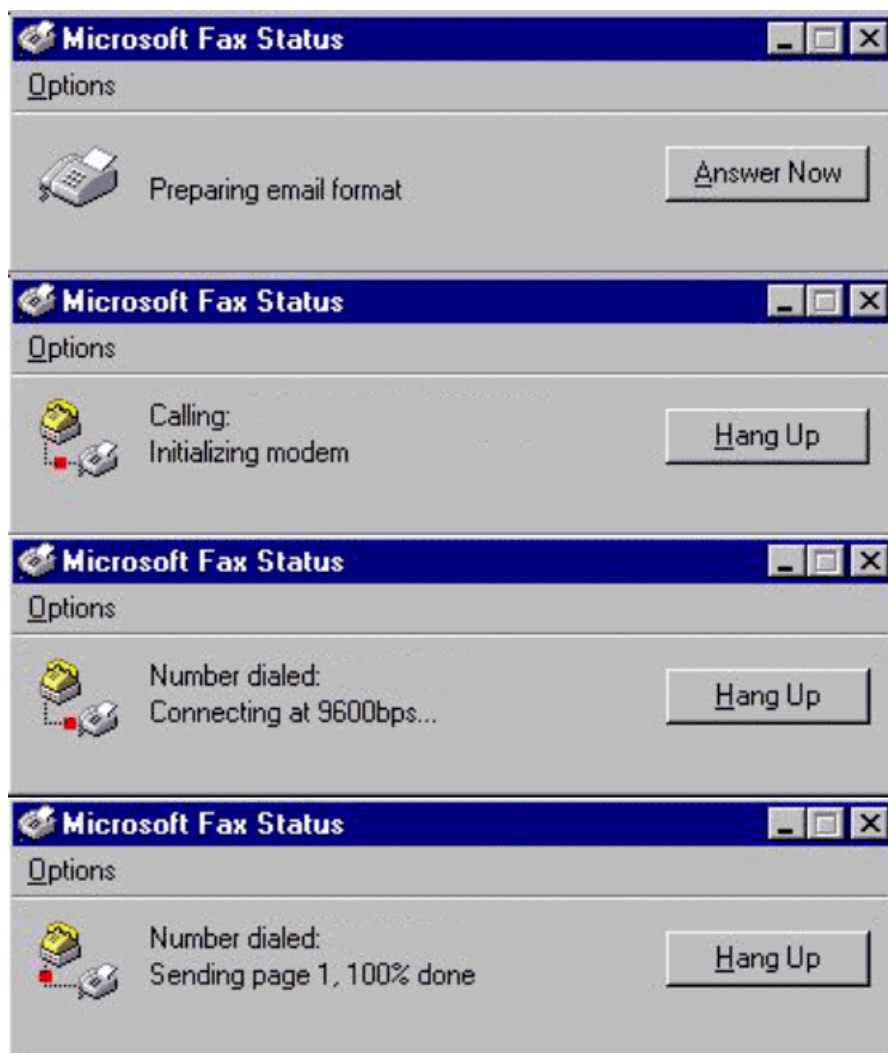 Microsoft Fax Status
Options
Preparing email format
Answer Now
Microsoft Fax Status
Options
Calling:
Initializing modem
Hang Up
Microsoft Fax Status
Options
Number dialed:
Connecting at 9600bps...
Hang Up
Microsoft Fax Status
Options
Number dialed:
Sending page 1, 100% done
Hang Up